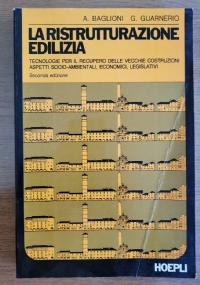 A. BAGLIONI G. GUARNERIO
LA RISTRUTTURAZIONE
EDILIZIA
TECNOLOGIE PER IL RECUPERO DELLE VECCHIE COSTRUZIONI
ASPETTI SOCIO-AMBIENTALI, ECONOMICI, LEGISLATIVI
Seconda edizione
HOEPLI